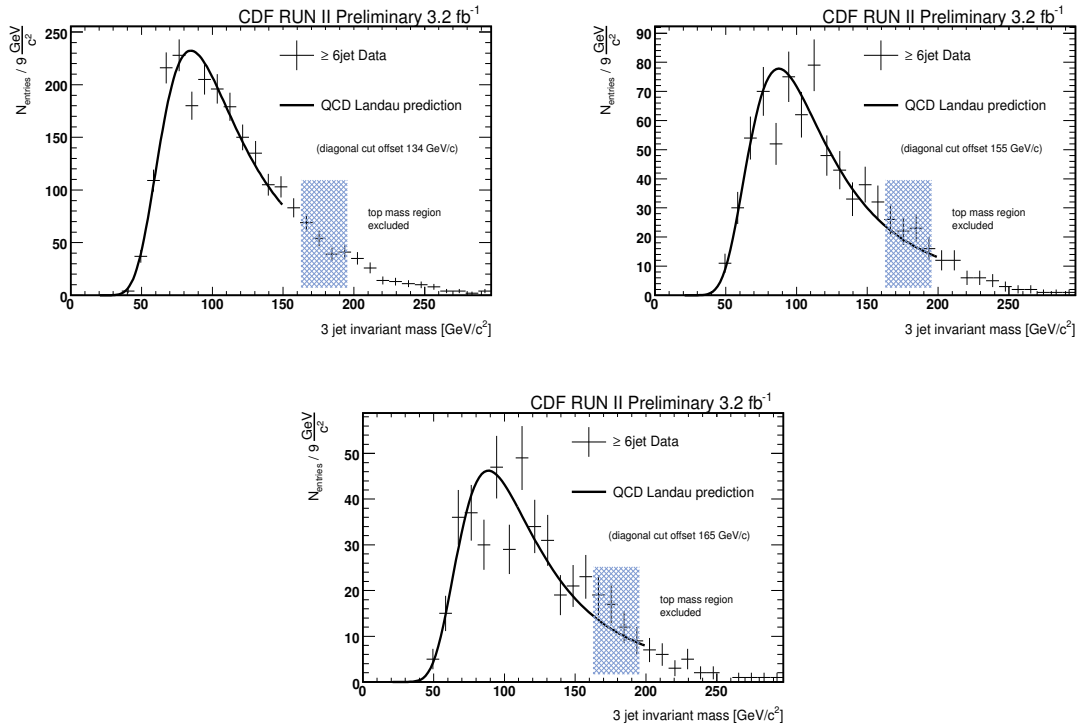 CDF RUN II Preliminary 3.2 fb-1
Nentries / 9 GeV/c2
250
200
150
100
50
0
≥ 6jet Data
QCD Landau prediction
(diagonal cut offset 134 GeV/c)
top mass region
excluded
0 50 100 150 200 250
3 jet invariant mass [GeV/c2]
CDF RUN II Preliminary 3.2 fb-1
Nentries / 9 GeV/c2
90
80
70
60
50
40
30
20
10
0
≥ 6jet Data
QCD Landau prediction
(diagonal cut offset 155 GeV/c)
top mass region
excluded
0 50 100 150 200 250
3 jet invariant mass [GeV/c2]
CDF RUN II Preliminary 3.2 fb-1
Nentries / 9 GeV/c2
50
40
30
20
10
0
≥ 6jet Data
QCD Landau prediction
(diagonal cut offset 165 GeV/c)
top mass region
excluded
0 50 100 150 200 250
3 jet invariant mass [GeV/c2]